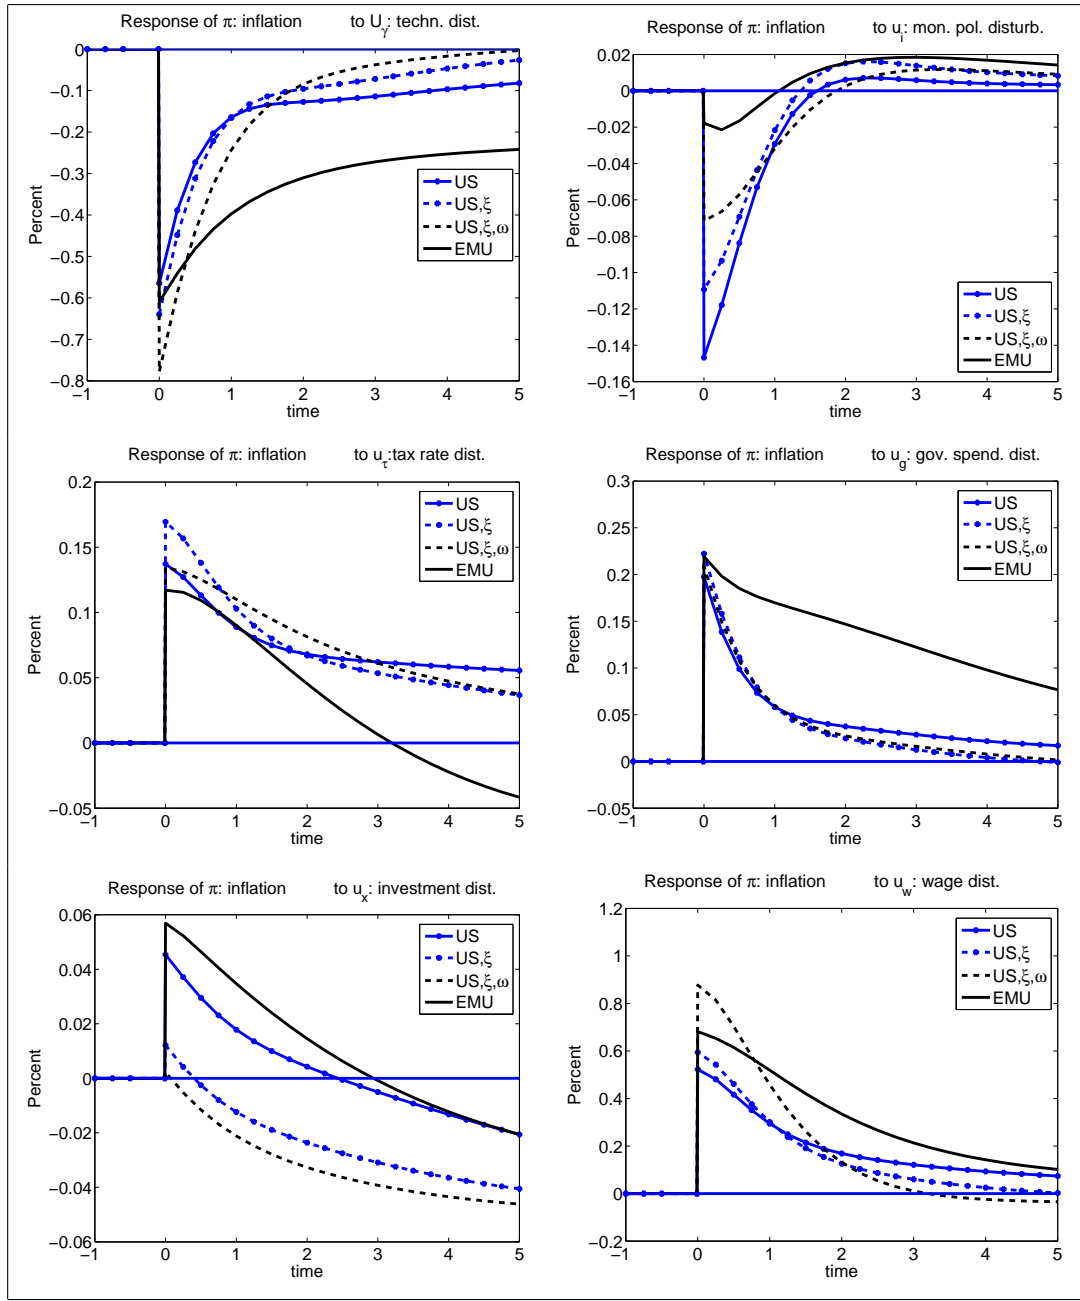 Response of π: inflation to Uγ: techn. dist.
0
−0.1
−0.2
−0.3
−0.4
−0.5
−0.6
−0.7
−0.8
Percent
US
US,ξ
US,ξ,ω
EMU
−1 0 1 2 3 4 5
time
Response of π: inflation to ui: mon. pol. disturb.
0.02
0
−0.02
−0.04
−0.06
−0.08
−0.1
−0.12
−0.14
−0.16
Percent
US
US,ξ
US,ξ,ω
EMU
−1 0 1 2 3 4 5
time
Response of π: inflation to uτ:tax rate dist.
0.2
0.15
0.1
0.05
0
−0.05
Percent
US
US,ξ
US,ξ,ω
EMU
−1 0 1 2 3 4 5
time
Response of π: inflation to ug: gov. spend. dist.
0.3
0.25
0.2
0.15
0.1
0.05
0
−0.05
Percent
US
US,ξ
US,ξ,ω
EMU
−1 0 1 2 3 4 5
time
Response of π: inflation to ux: investment dist.
0.06
0.04
0.02
0
−0.02
−0.04
−0.06
Percent
US
US,ξ
US,ξ,ω
EMU
−1 0 1 2 3 4 5
time
Response of π: inflation to uw: wage dist.
1.2
1
0.8
0.6
0.4
0.2
0
−0.2
Percent
US
US,ξ
US,ξ,ω
EMU
−1 0 1 2 3 4 5
time